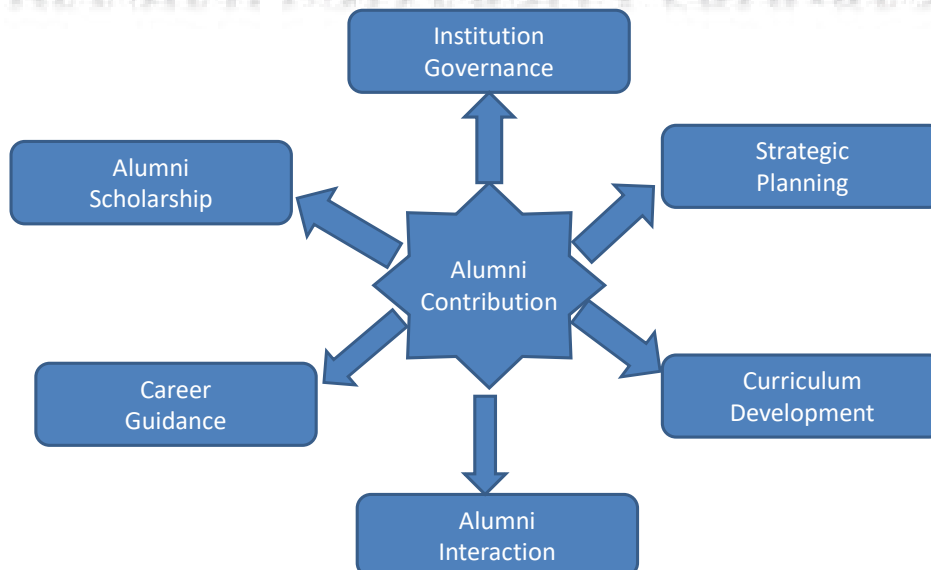 Institution
Governance
Alumni
Scholarship
Strategic
Planning
Alumni
Contribution
Career
Guidance
Curriculum
Development
Alumni
Interaction